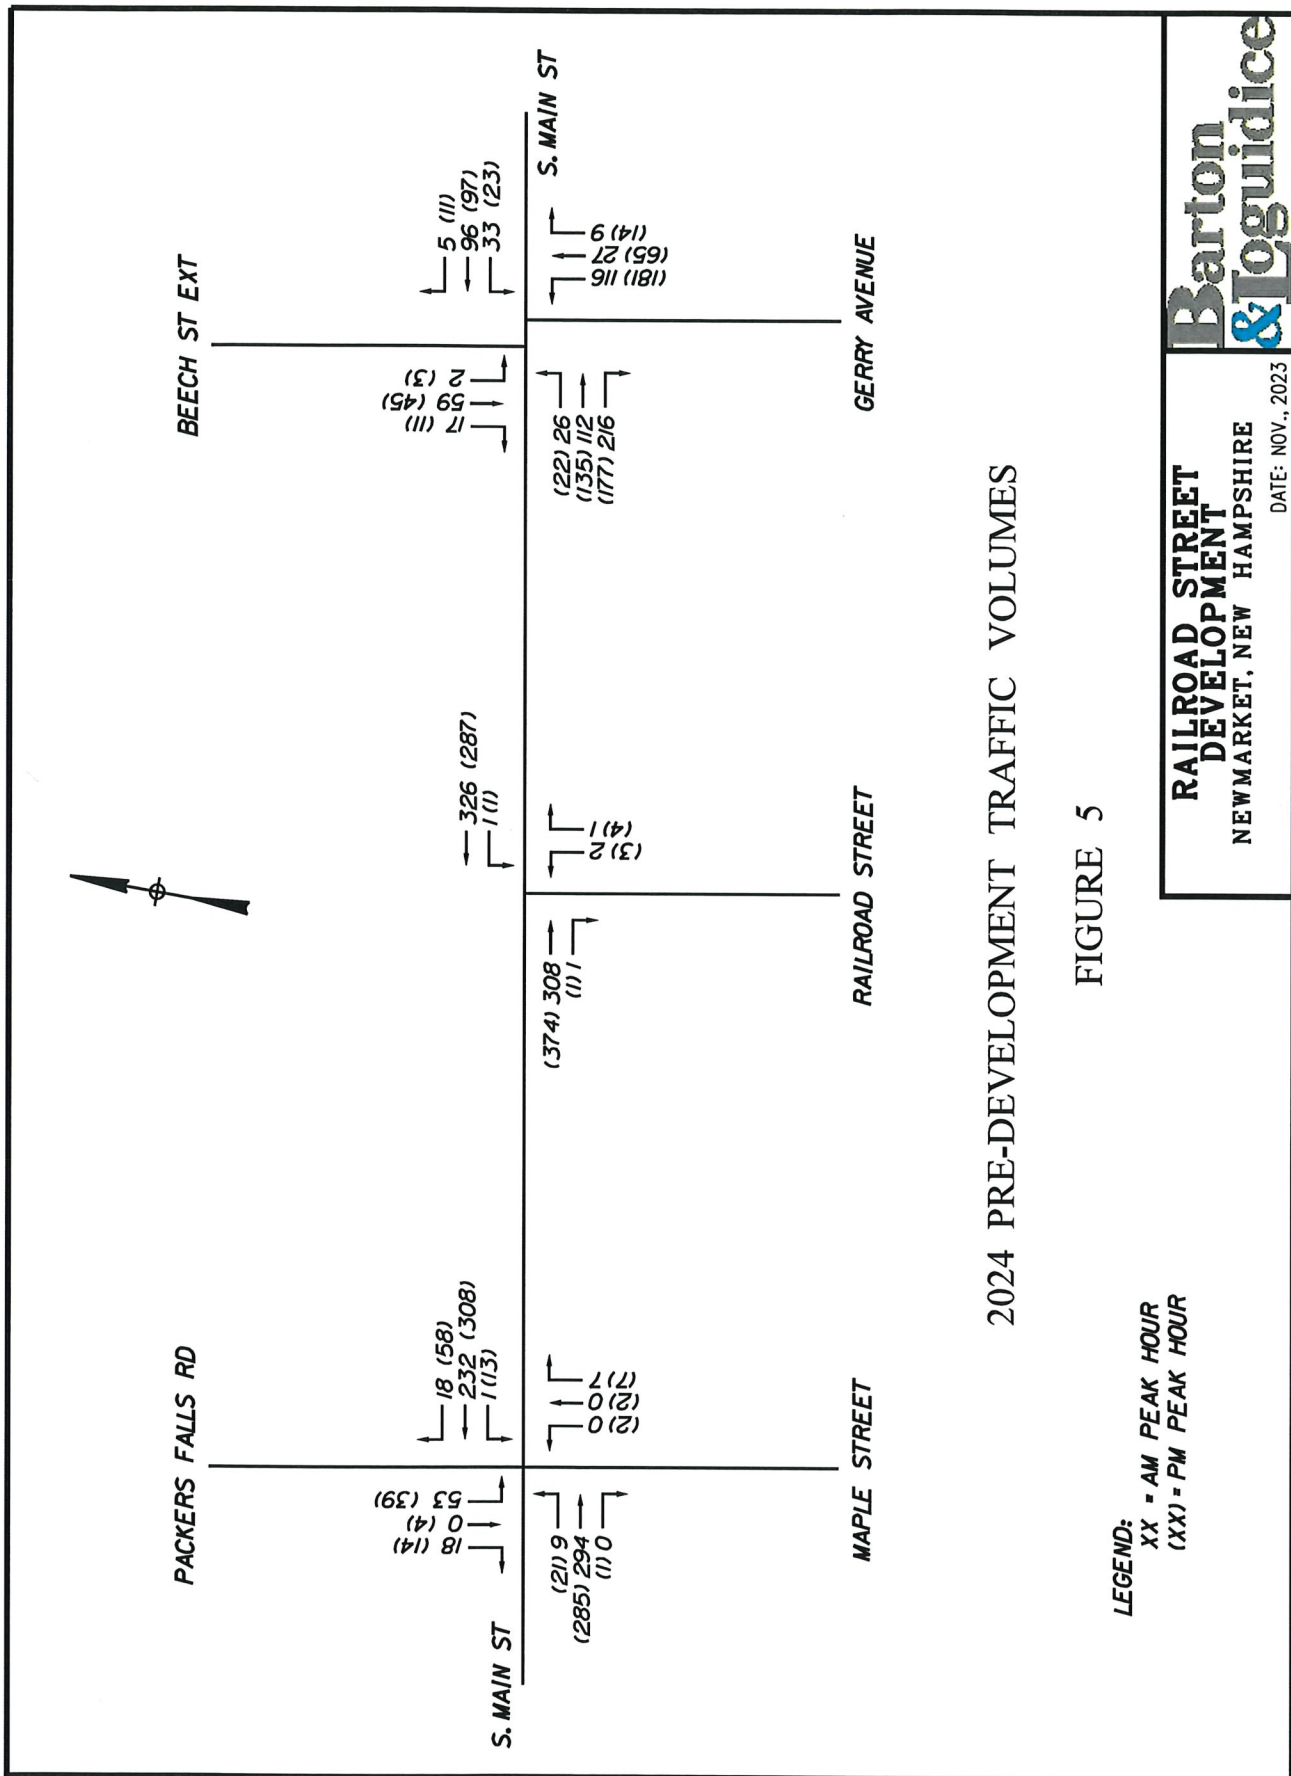 PACKERS FALLS RD
BEECH ST EXT
18 (14)
0 (4)
53 (39)
18 (58)
232 (308)
1 (13)
326 (287)
1 (1)
17 (11)
59 (45)
2 (3)
5 (11)
96 (97)
33 (23)
S. MAIN ST
S. MAIN ST
(21) 9
(285) 294
(1) 0
(2) 0
(2) 0
(7) 7
(374) 308
(1) 1
(3) 2
(4) 1
(22) 26
(135) 112
(177) 216
(181) 116
(65) 27
(14) 9
MAPLE STREET
RAILROAD STREET
GERRY AVENUE
2024 PRE-DEVELOPMENT TRAFFIC VOLUMES
FIGURE 5
LEGEND:
XX = AM PEAK HOUR
(XX) = PM PEAK HOUR
RAILROAD STREET
DEVELOPMENT
NEWMARKET, NEW HAMPSHIRE
DATE: NOV., 2023
Barton
&Loguidice